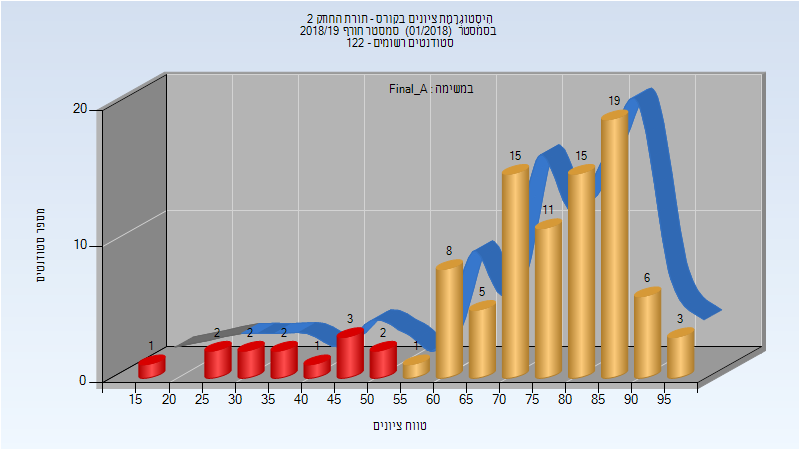 היסטוגרמת ציונים בקורס - תורת החוזק 2
בסמסטר (01/2018) סמסטר חורף 2018/19
סטודנטים רשומים - 122
במשימה : Final_A
מספר סטודנטים
20
10
0
1
2
2
2
1
3
2
1
8
5
15
11
15
19
6
3
15 20 25 30 35 40 45 50 55 60 65 70 75 80 85 90 95
טווח ציונים